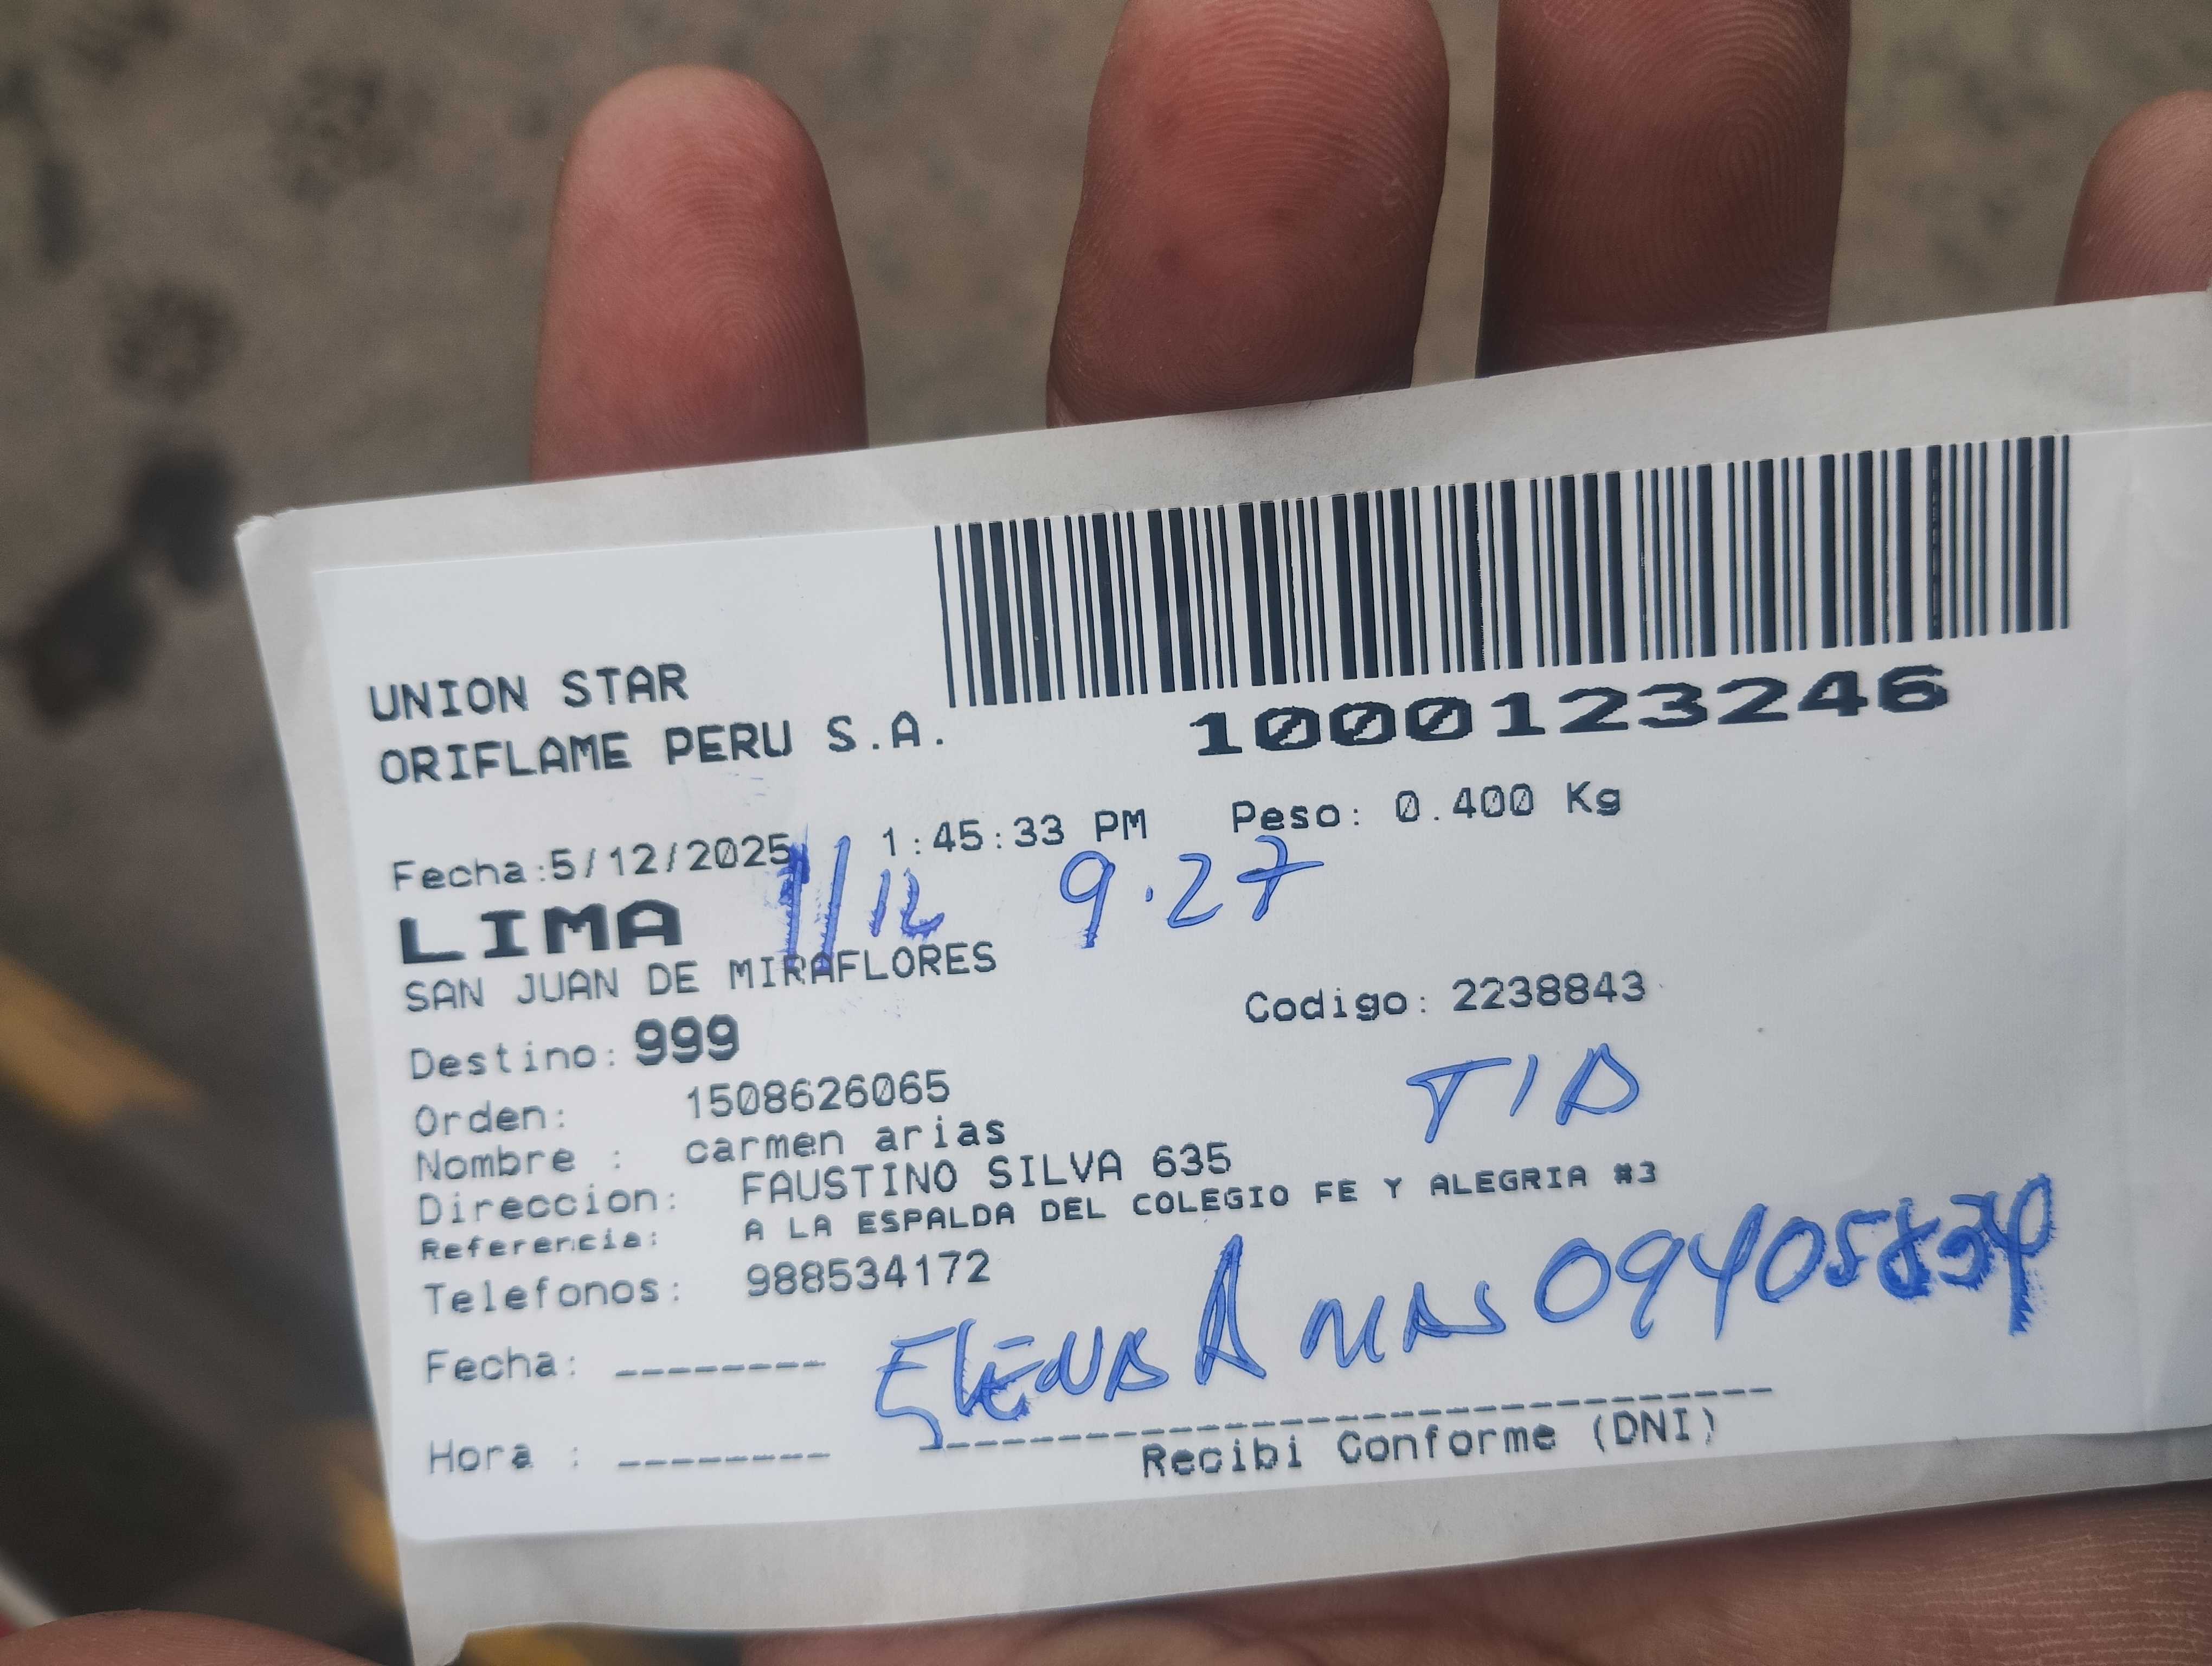 UNION STAR
ORIFLAME PERU S.A.
1000123246
Fecha:5/12/2025 1:45:33 PM Peso: 0.400 Kg
/12 9.27
LIMA
SAN JUAN DE MIRAFLORES
Destino: 999 Codigo: 2238843
Orden: 1508626065
TIA
Nombre : carmen arias
Direccion: FAUSTINO SILVA 635
Referencia: A LA ESPALDA DEL COLEGIO FE Y ALEGRIA #3
Telefonos: 988534172
ELENA
Fecha: --------
Hora : --------
Recibi Conforme (DNI)